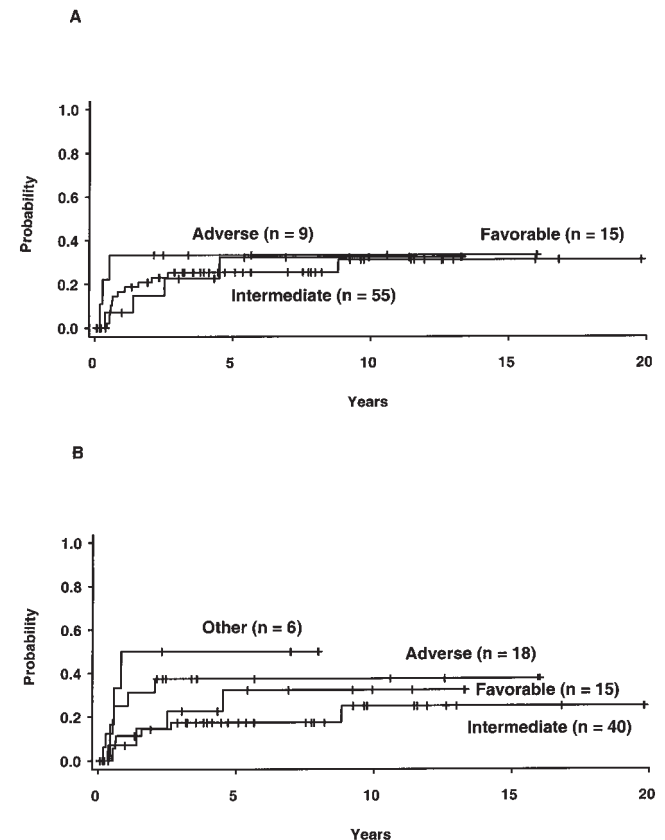 A
1.0
0.8
0.6
0.4
0.2
0.0
Probability
Adverse (n = 9)
Favorable (n = 15)
Intermediate (n = 55)
0 5 10 15 20
Years
B
1.0
0.8
0.6
0.4
0.2
0.0
Probability
Other (n = 6)
Adverse (n = 18)
Favorable (n = 15)
Intermediate (n = 40)
0 5 10 15 20
Years